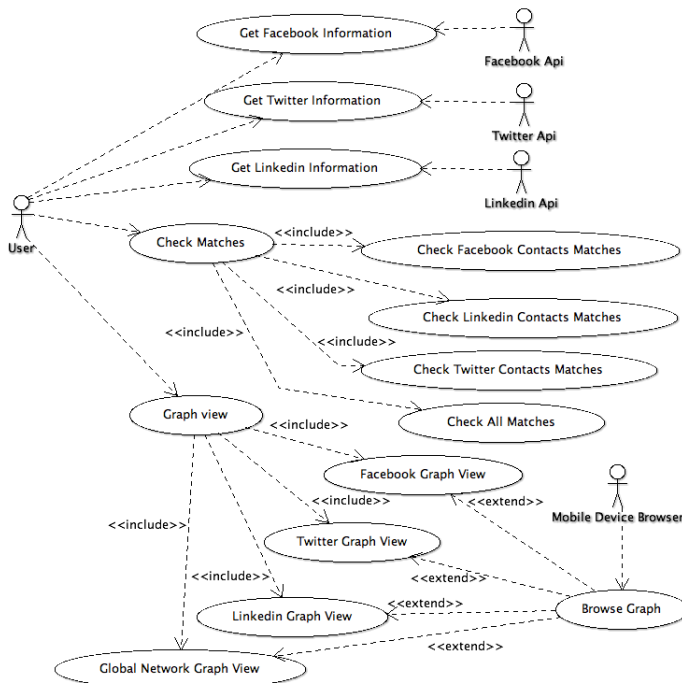 Get Facebook Information
Facebook Api
Get Twitter Information
Twitter Api
Get Linkedin Information
Linkedin Api
User
Check Matches
<<include>>
Check Facebook Contacts Matches
<<include>>
<<include>>
Check Linkedin Contacts Matches
<<include>>
Check Twitter Contacts Matches
Graph view
<<include>>
Check All Matches
Facebook Graph View
<<include>>
<<extend>>
Mobile Device Browser
<<include>>
Twitter Graph View
<<include>>
<<extend>>
<<extend>>
Linkedin Graph View
Browse Graph
<<extend>>
Global Network Graph View